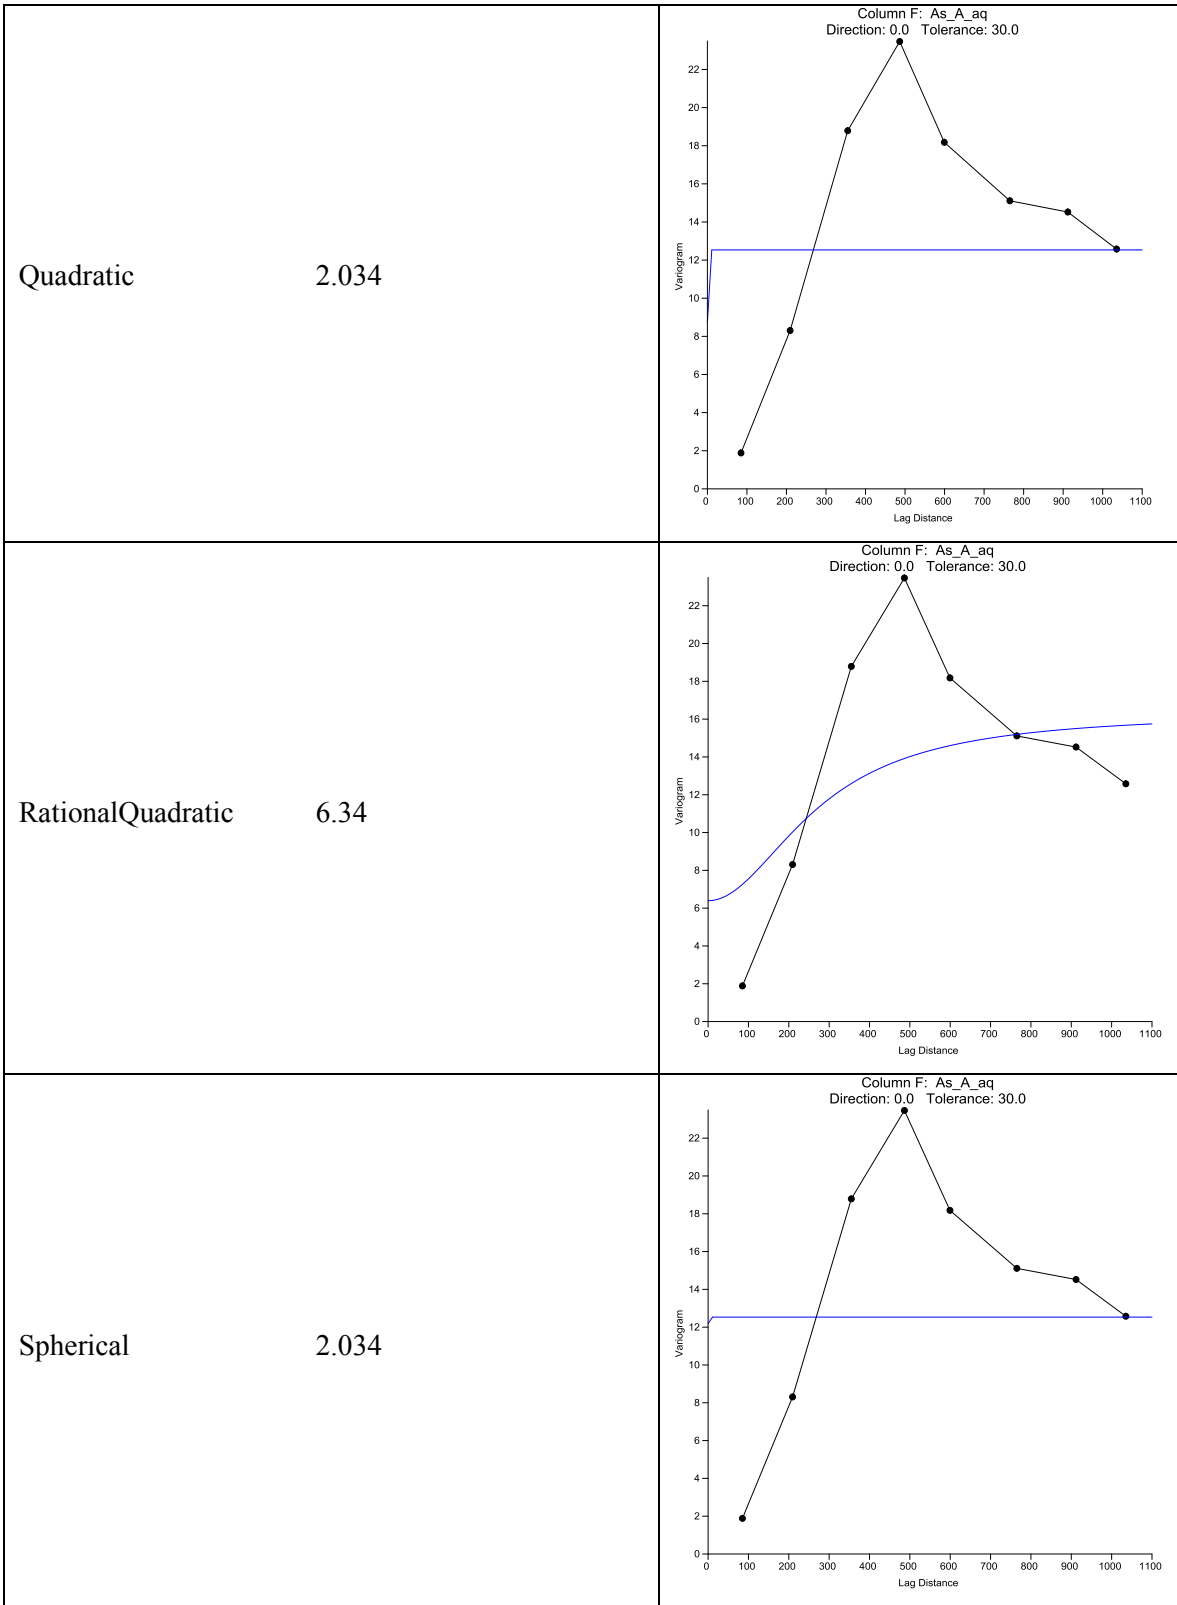 Column F: As_A_aq
Direction: 0.0 Tolerance: 30.0
22
20
18
16
14
12
10
8
6
4
2
0
Variogram
0 100 200 300 400 500 600 700 800 900 1000 1100
Lag Distance
Quadratic 2.034
Column F: As_A_aq
Direction: 0.0 Tolerance: 30.0
22
20
18
16
14
12
10
8
6
4
2
0
Variogram
0 100 200 300 400 500 600 700 800 900 1000 1100
Lag Distance
RationalQuadratic 6.34
Column F: As_A_aq
Direction: 0.0 Tolerance: 30.0
22
20
18
16
14
12
10
8
6
4
2
0
Variogram
0 100 200 300 400 500 600 700 800 900 1000 1100
Lag Distance
Spherical 2.034